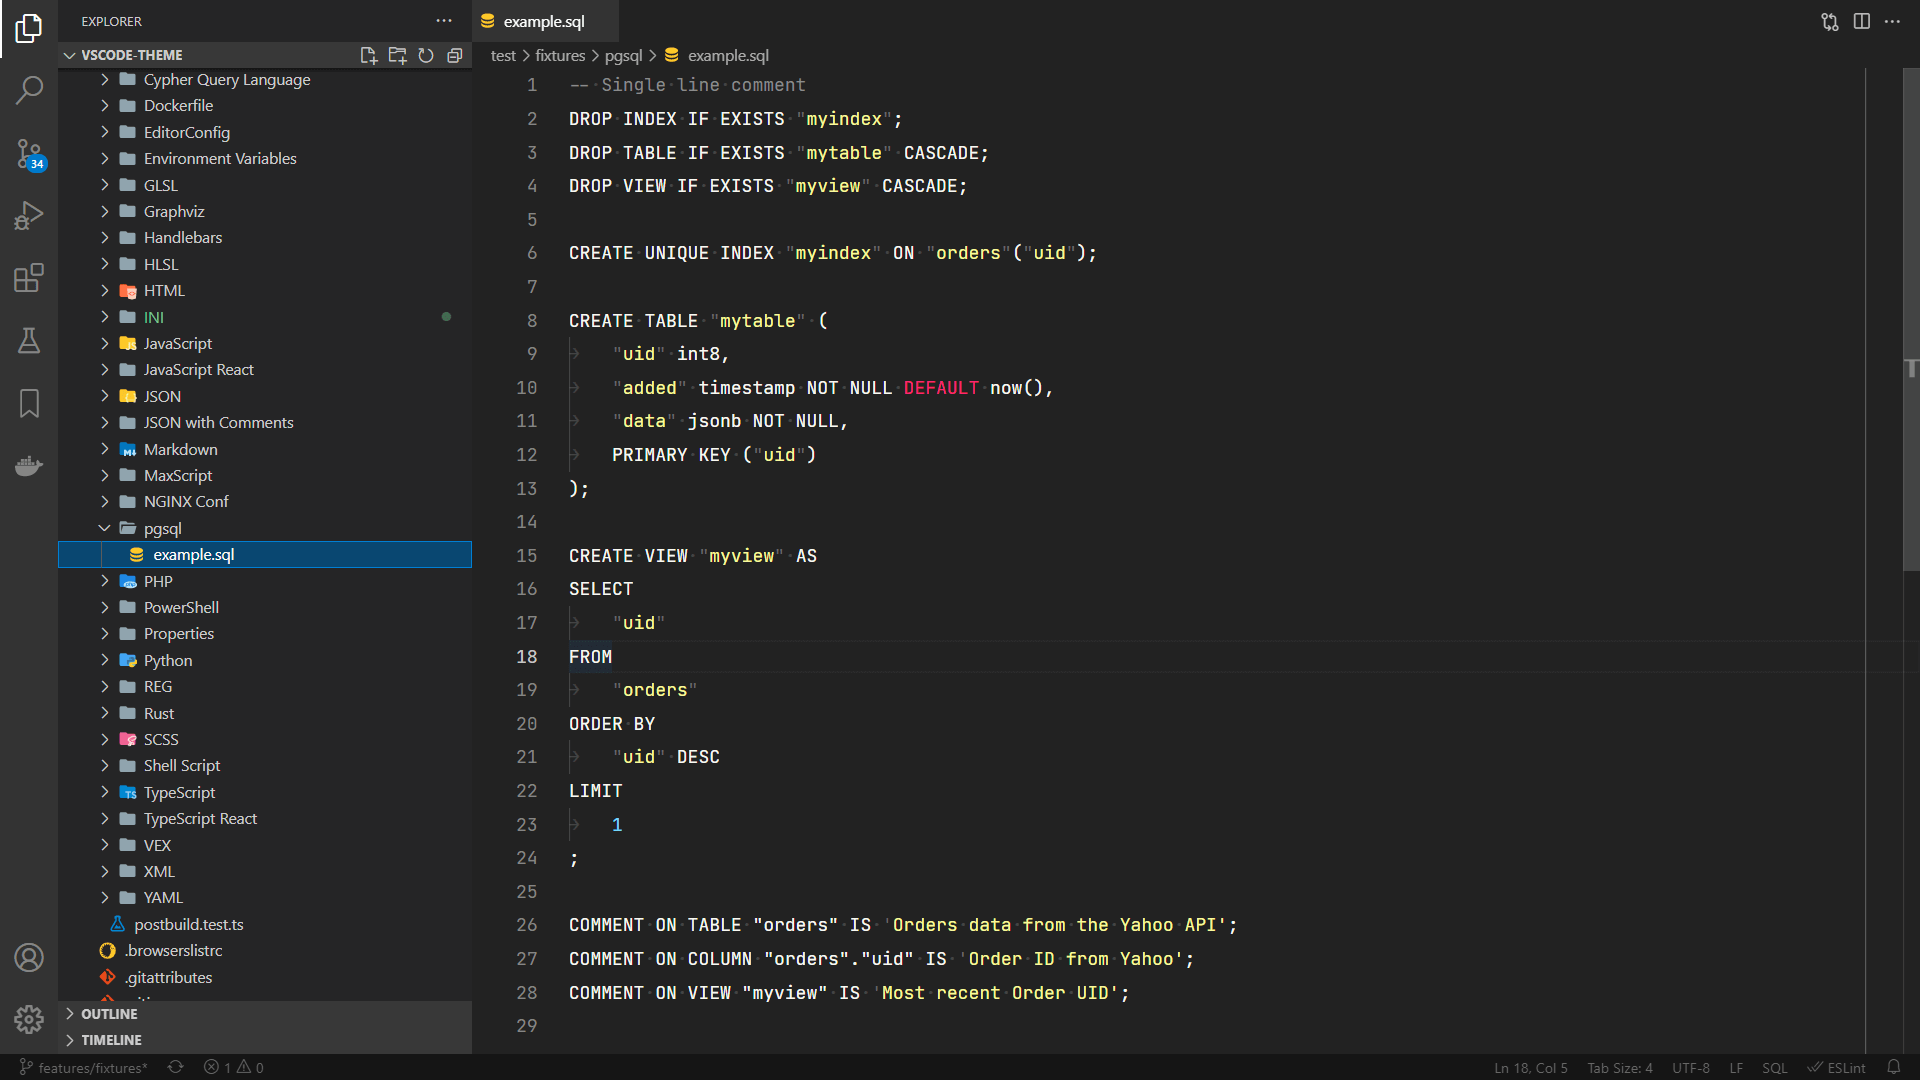 EXPLORER
VSCODE-THEME
Cypher Query Language
Dockerfile
EditorConfig
Environment Variables
GLSL
Graphviz
Handlebars
HLSL
HTML
INI
JavaScript
JavaScript React
JSON
JSON with Comments
Markdown
MaxScript
NGINX Conf
pgsql
example.sql
PHP
PowerShell
Properties
Python
REG
Rust
SCSS
Shell Script
TypeScript
TypeScript React
VEX
XML
YAML
postbuild.test.ts
.browserslistrc
.gitattributes
OUTLINE
TIMELINE
34
example.sql
test > fixtures > pgsql > example.sql
1 -- Single line comment
2 DROP INDEX IF EXISTS "myindex";
3 DROP TABLE IF EXISTS "mytable" CASCADE;
4 DROP VIEW IF EXISTS "myview" CASCADE;
5
6 CREATE UNIQUE INDEX "myindex" ON "orders"("uid");
7
8 CREATE TABLE "mytable" (
9 "uid" int8,
10 "added" timestamp NOT NULL DEFAULT now(),
11 "data" jsonb NOT NULL,
12 PRIMARY KEY ("uid")
13 );
14
15 CREATE VIEW "myview" AS
16 SELECT
17 "uid"
18 FROM
19 "orders"
20 ORDER BY
21 "uid" DESC
22 LIMIT
23 1
24 ;
25
26 COMMENT ON TABLE "orders" IS 'Orders data from the Yahoo API';
27 COMMENT ON COLUMN "orders"."uid" IS 'Order ID from Yahoo';
28 COMMENT ON VIEW "myview" IS 'Most recent Order UID';
29
features/fixtures* 1 0 Ln 18, Col 5 Tab Size: 4 UTF-8 LF SQL ESLint